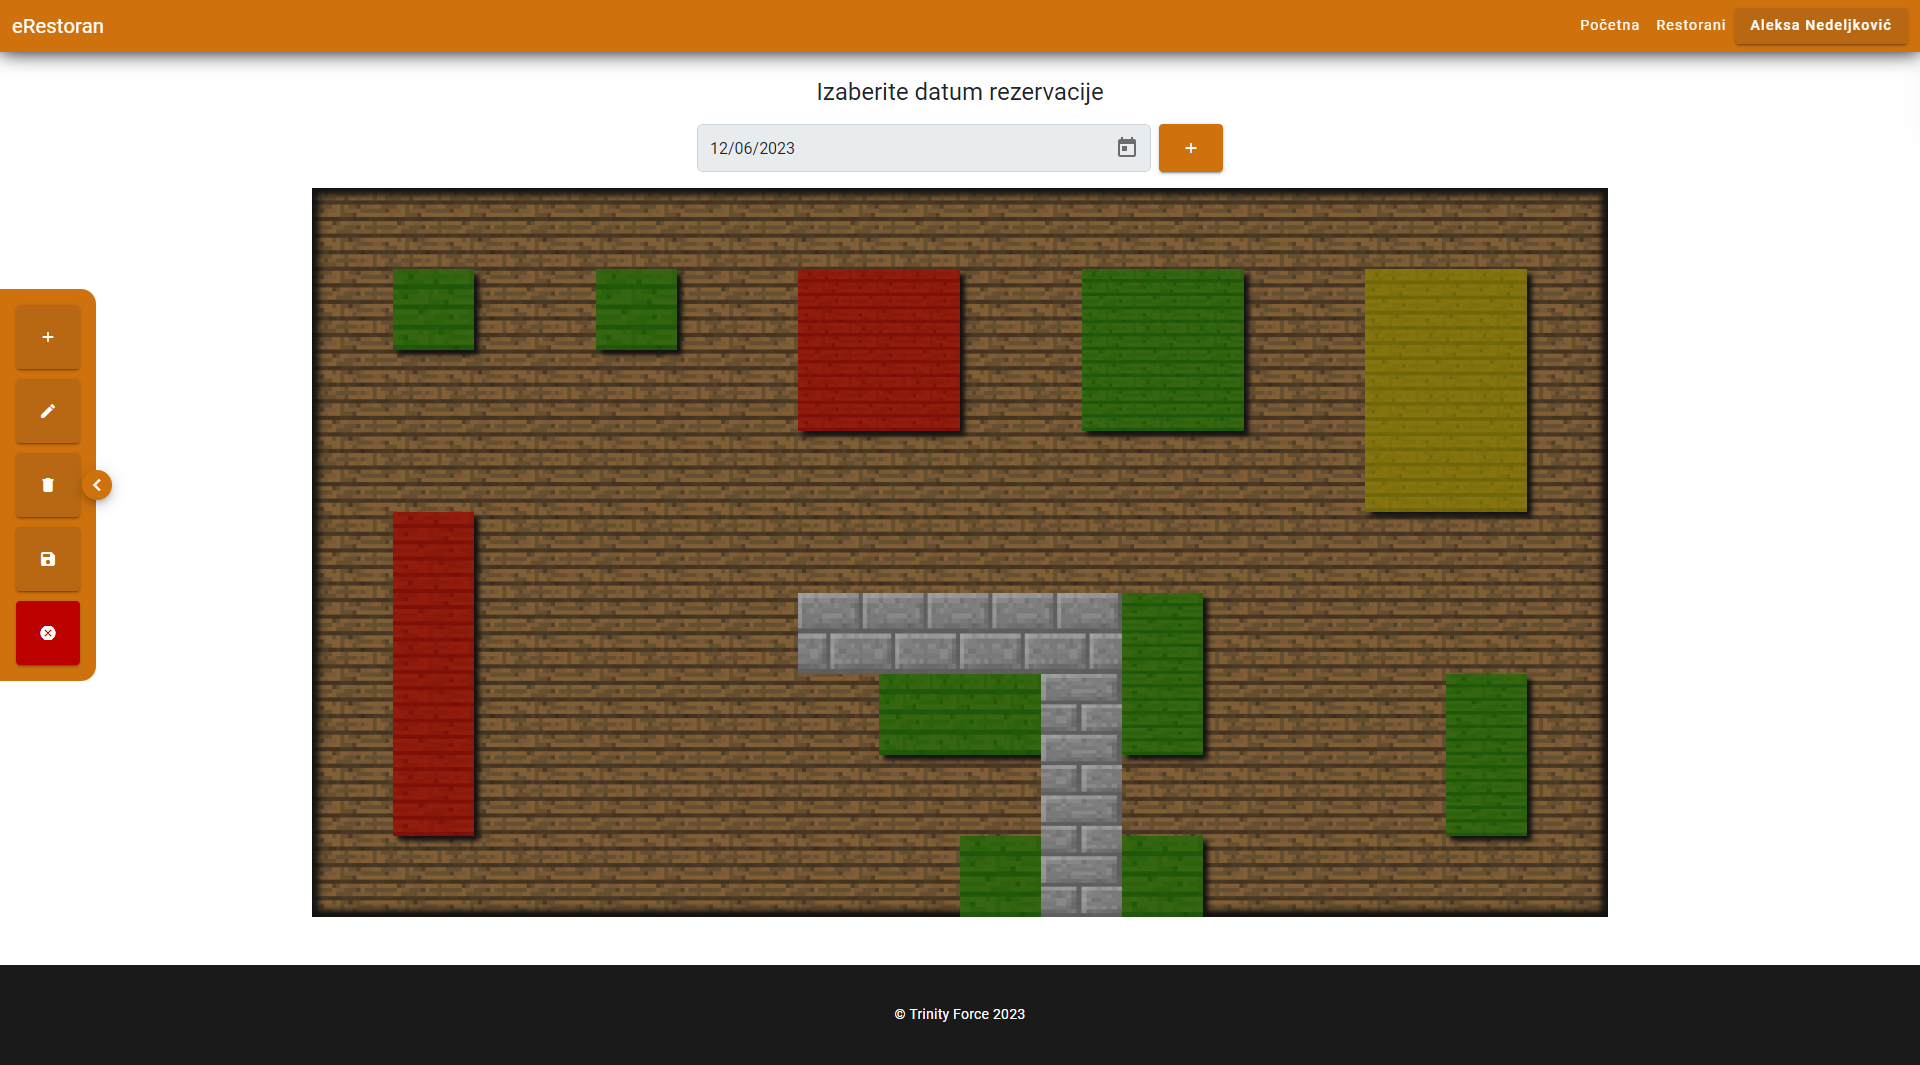 eRestoran
Početna
Restorani
Aleksa Nedeljković
Izaberite datum rezervacije
12/06/2023
+
+
© Trinity Force 2023